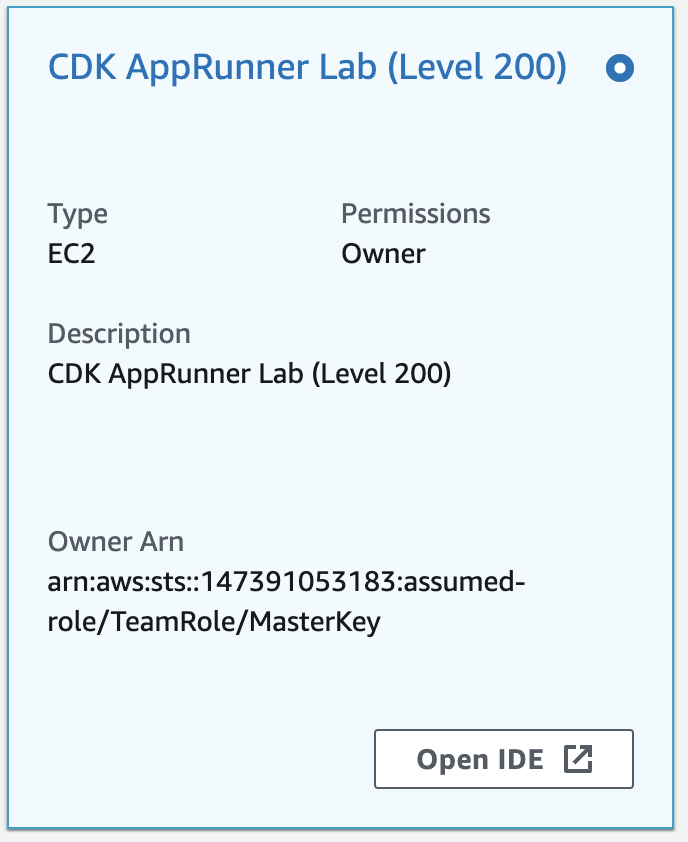 CDK AppRunner Lab (Level 200)
Type
EC2
Permissions
Owner
Description
CDK AppRunner Lab (Level 200)
Owner Arn
arn:aws:sts::147391053183:assumed-
role/TeamRole/MasterKey
Open IDE